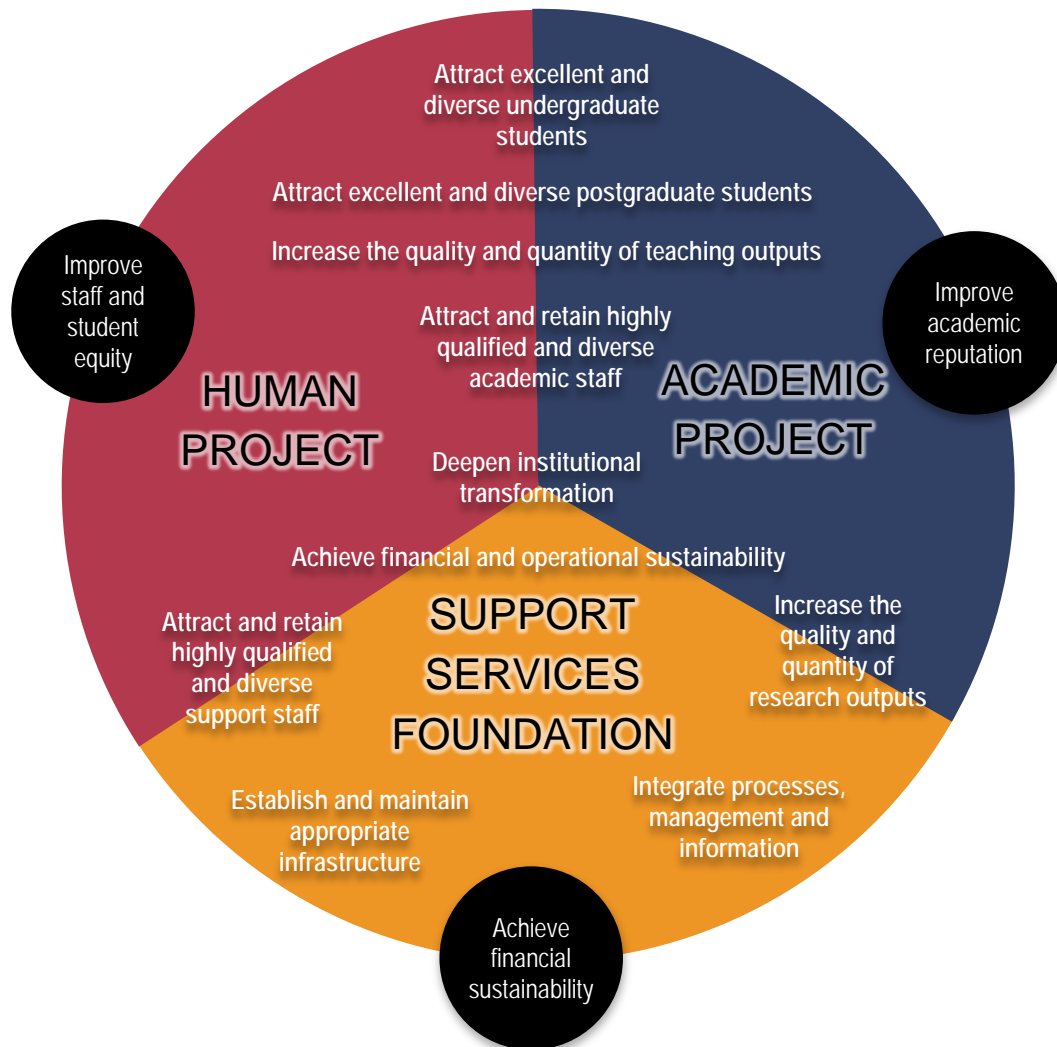 Attract excellent and
diverse undergraduate
students
Attract excellent and diverse postgraduate students
Increase the quality and quantity of teaching outputs
Improve
staff and
student
equity
Improve
academic
reputation
Attract and retain highly
qualified and diverse
academic staff
HUMAN
PROJECT
ACADEMIC
PROJECT
Deepen institutional
transformation
Achieve financial and operational sustainability
Attract and retain
highly qualified
and diverse
support staff
SUPPORT
SERVICES
FOUNDATION
Increase the
quality and
quantity of
research outputs
Establish and maintain
appropriate
infrastructure
Integrate processes,
management and
information
Achieve
financial
sustainability